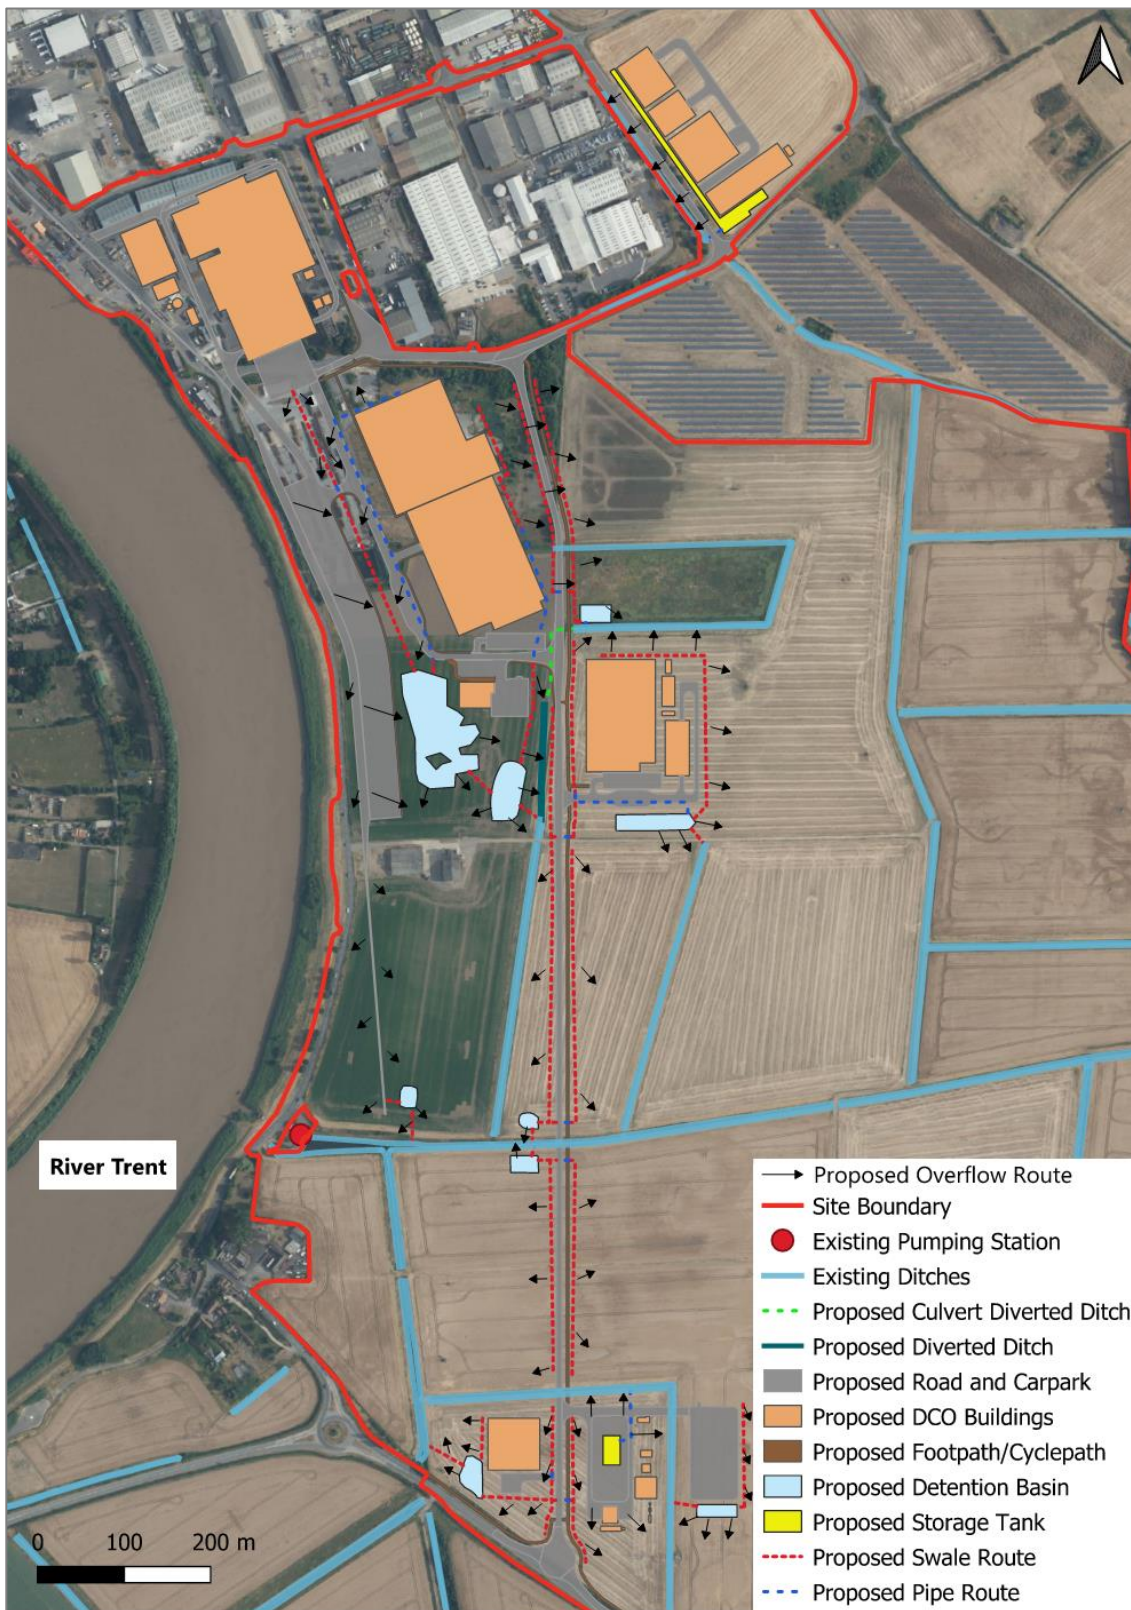 River Trent
Proposed Overflow Route
Site Boundary
Existing Pumping Station
Existing Ditches
Proposed Culvert Diverted Ditch
Proposed Diverted Ditch
Proposed Road and Carpark
Proposed DCO Buildings
Proposed Footpath/Cyclepath
Proposed Detention Basin
Proposed Storage Tank
Proposed Swale Route
Proposed Pipe Route
0 100 200 m